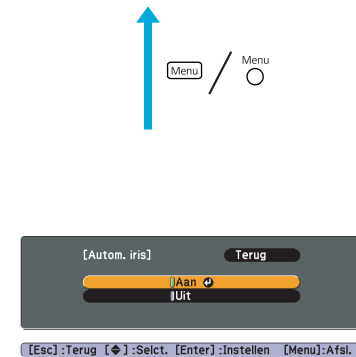 Menu
Menu
[Autom. iris]
Terug
Aan
Uit
[Esc] :Terug [◆] :Selct. [Enter] :Instellen [Menu]:Afsl.